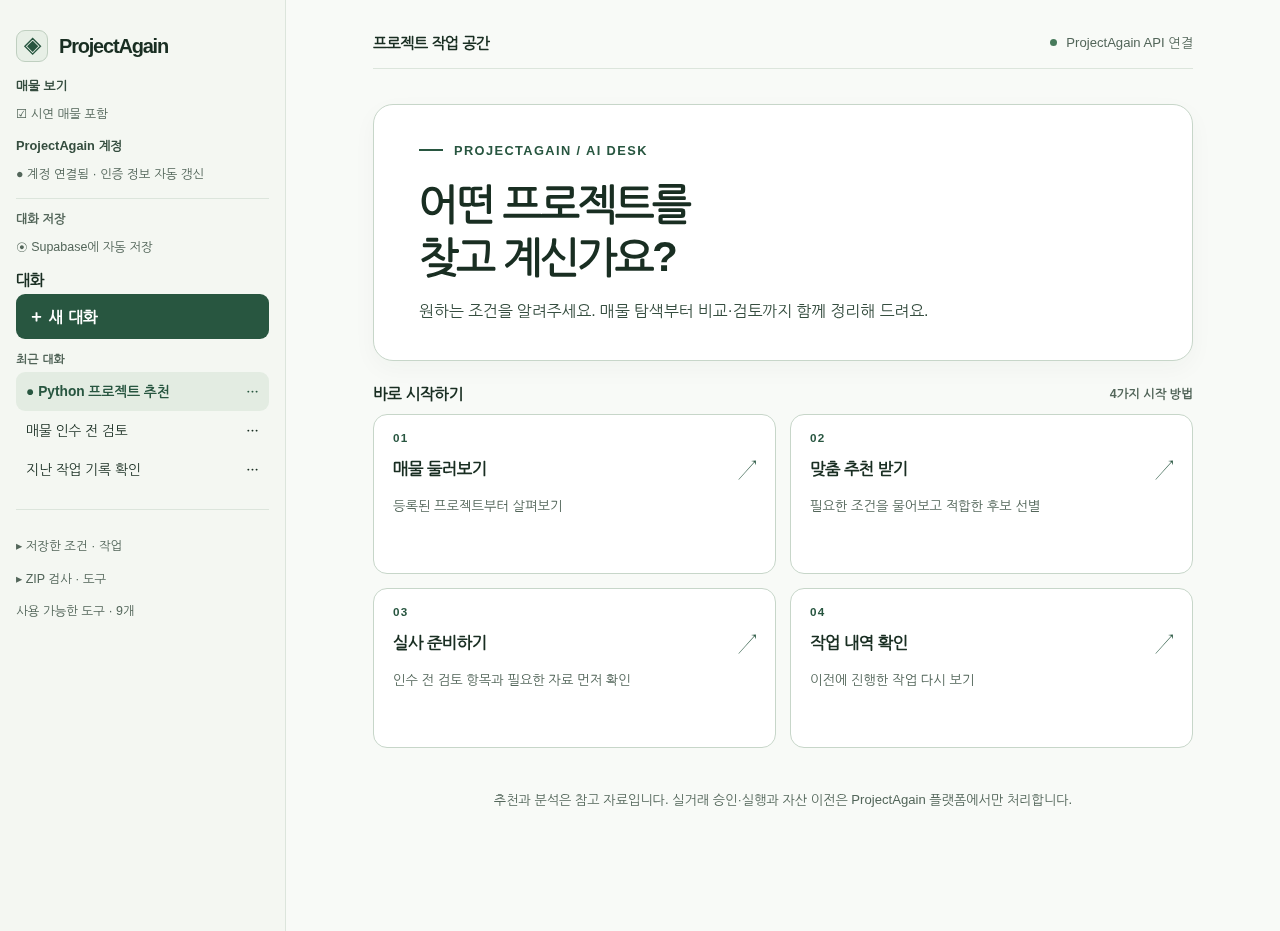 ProjectAgain
매물 보기
☑ 시연 매물 포함
ProjectAgain 계정
● 계정 연결됨 · 인증 정보 자동 갱신
대화 저장
Supabase에 자동 저장
대화
+ 새 대화
최근 대화
● Python 프로젝트 추천 ···
매물 인수 전 검토 ···
지난 작업 기록 확인 ···
▸ 저장한 조건 · 작업
▸ ZIP 검사 · 도구
사용 가능한 도구 · 9개
프로젝트 작업 공간
ProjectAgain API 연결
PROJECTAGAIN / AI DESK
어떤 프로젝트를
찾고 계신가요?
원하는 조건을 알려주세요. 매물 탐색부터 비교·검토까지 함께 정리해 드려요.
바로 시작하기
4가지 시작 방법
01
매물 둘러보기
등록된 프로젝트부터 살펴보기
02
맞춤 추천 받기
필요한 조건을 물어보고 적합한 후보 선별
03
실사 준비하기
인수 전 검토 항목과 필요한 자료 먼저 확인
04
작업 내역 확인
이전에 진행한 작업 다시 보기
추천과 분석은 참고 자료입니다. 실거래 승인·실행과 자산 이전은 ProjectAgain 플랫폼에서만 처리합니다.